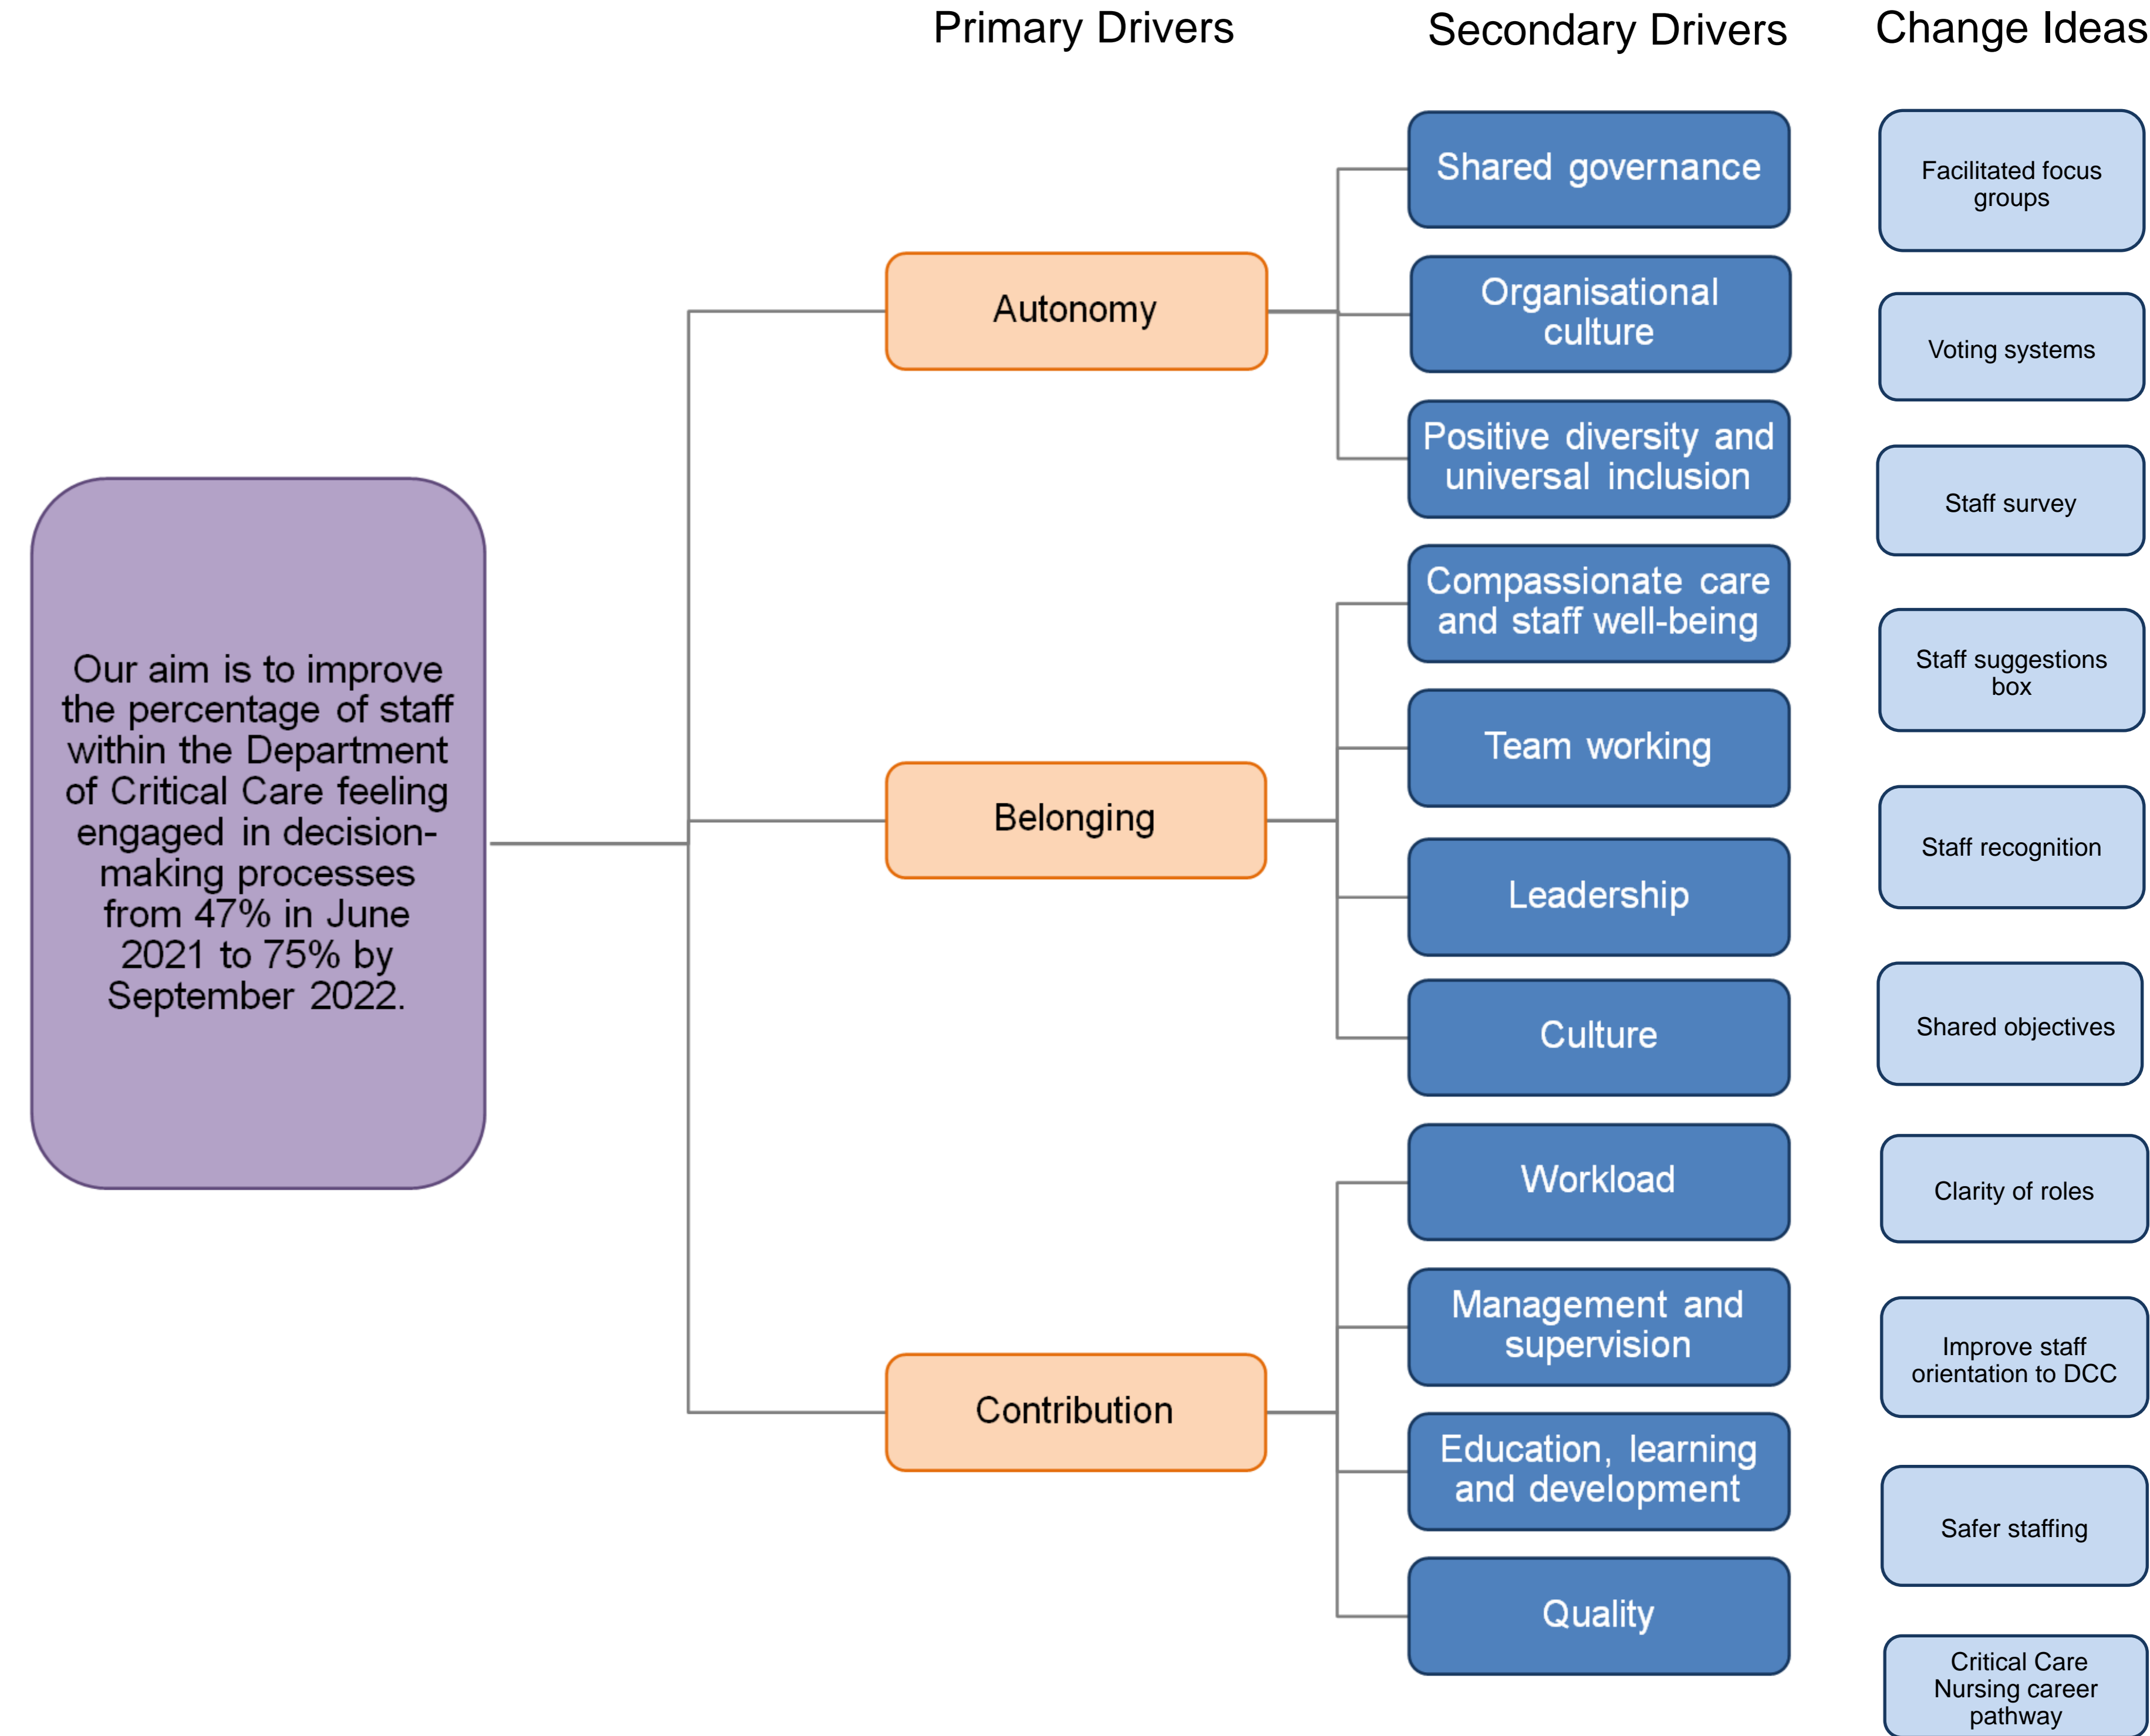 Primary Drivers
Secondary Drivers
Change Ideas
Our aim is to improve
the percentage of staff
within the Department
of Critical Care feeling
engaged in decision-
making processes
from 47% in June
2021 to 75% by
September 2022.
Autonomy
Belonging
Contribution
Shared governance
Organisational
culture
Positive diversity and
universal inclusion
Compassionate care
and staff well-being
Team working
Leadership
Culture
Workload
Management and
supervision
Education, learning
and development
Quality
Facilitated focus
groups
Voting systems
Staff survey
Staff suggestions
box
Staff recognition
Shared objectives
Clarity of roles
Improve staff
orientation to DCC
Safer staffing
Critical Care
Nursing career
pathway